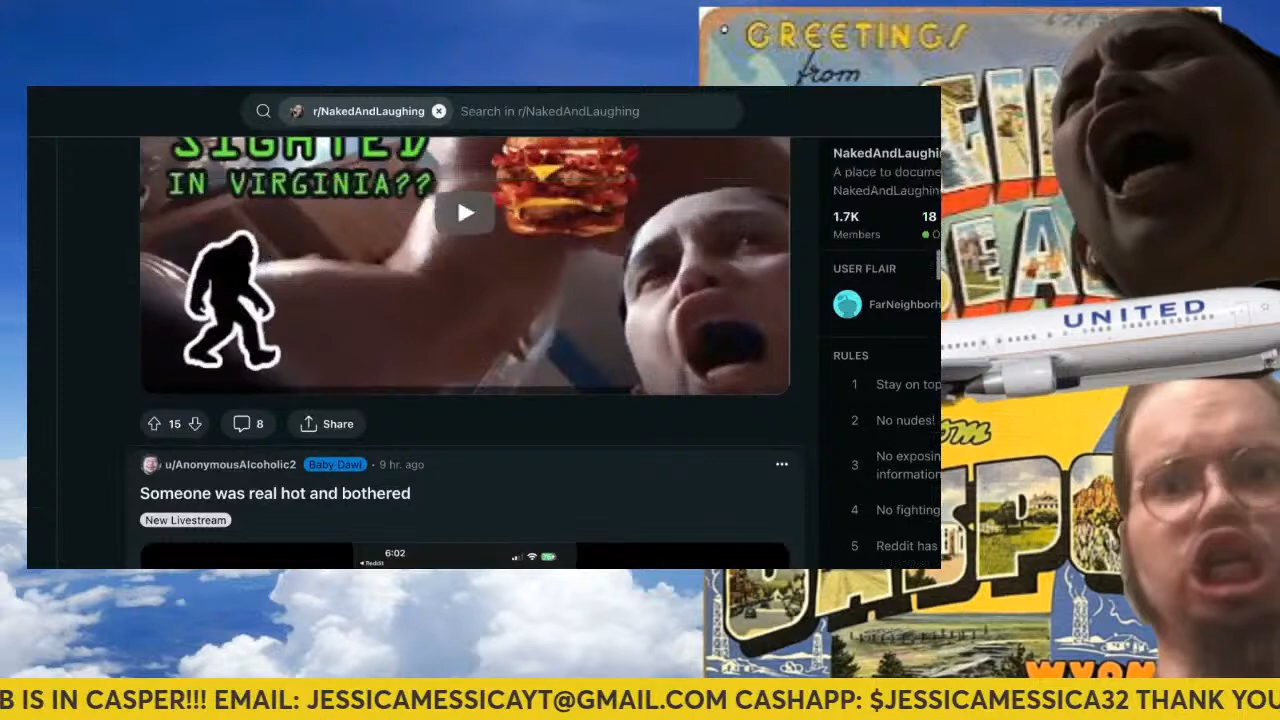 GREETINGS
from
r/NakedAndLaughing
Search in r/NakedAndLaughing
SIGHTED
IN VIRGINIA??
NakedAndLaughi
A place to docume
NakedAndLaughin
1.7K
18
Members
USER FLAIR
FarNeighborh
UNITED
RULES
1 Stay on top
2 No nudes!
3 No exposin
information
4 No fighting
5 Reddit has
15
8
Share
u/AnonymousAlcoholic2
Baby Dawl
· 9 hr. ago
Someone was real hot and bothered
New Livestream
6:02
Reddit
B IS IN CASPER!!! EMAIL: JESSICAMESSICAYT@GMAIL.COM CASHAPP: $JESSICAMESSICA32 THANK YOU